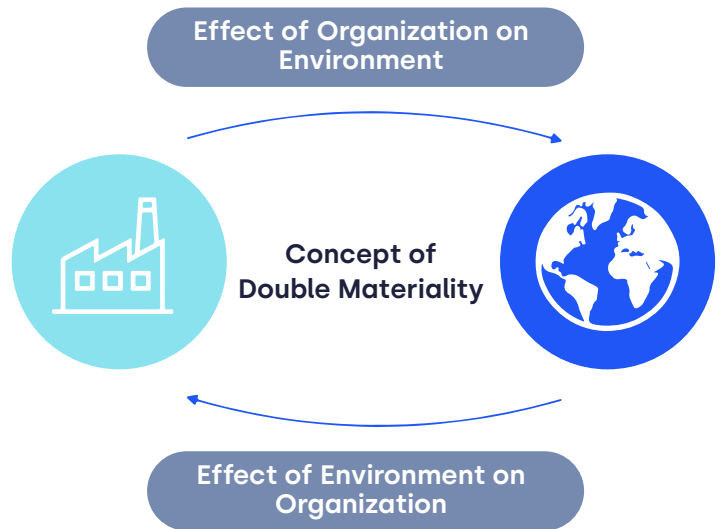 Effect of Organization on
Environment
Concept of
Double Materiality
Effect of Environment on
Organization